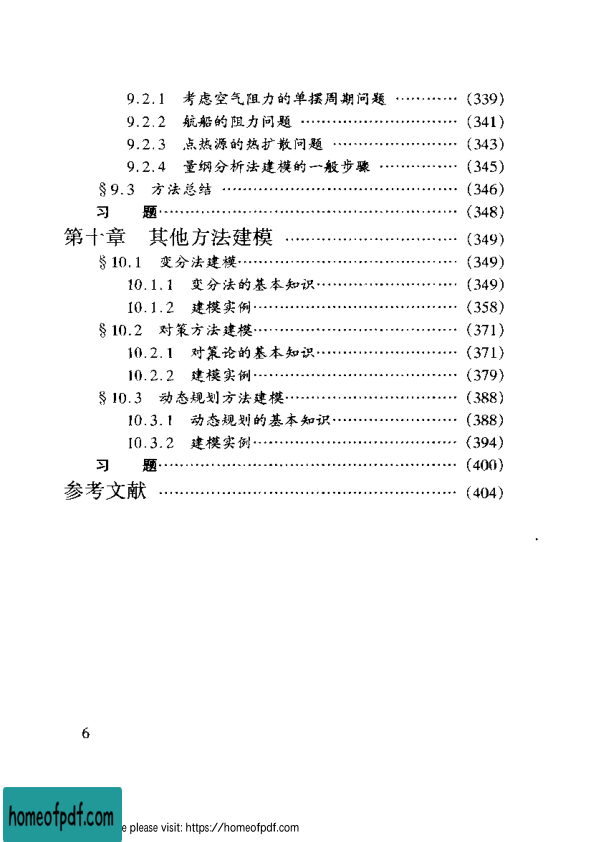 9.2.1 考虑空气阻力的单摆周期问题 ………… (339)
9.2.2 航船的阻力问题 ………………………… (341)
9.2.3 点热源的热扩散问题 …………………… (343)
9.2.4 量纲分析法建模的一般步骤 …………… (345)
§9.3 方法总结 ……………………………………… (346)
习 题………………………………………………… (348)
第十章 其他方法建模 …………………………… (349)
§10.1 变分法建模…………………………………… (349)
10.1.1 变分法的基本知识……………………… (349)
10.1.2 建模实例………………………………… (358)
§10.2 对策方法建模………………………………… (371)
10.2.1 对策论的基本知识……………………… (371)
10.2.2 建模实例………………………………… (379)
§10.3 动态规划方法建模…………………………… (388)
10.3.1 动态规划的基本知识…………………… (388)
10.3.2 建模实例………………………………… (394)
习 题………………………………………………… (400)
参考文献 ………………………………………………… (404)
6
homeofpdf.com
e please visit: https://homeofpdf.com